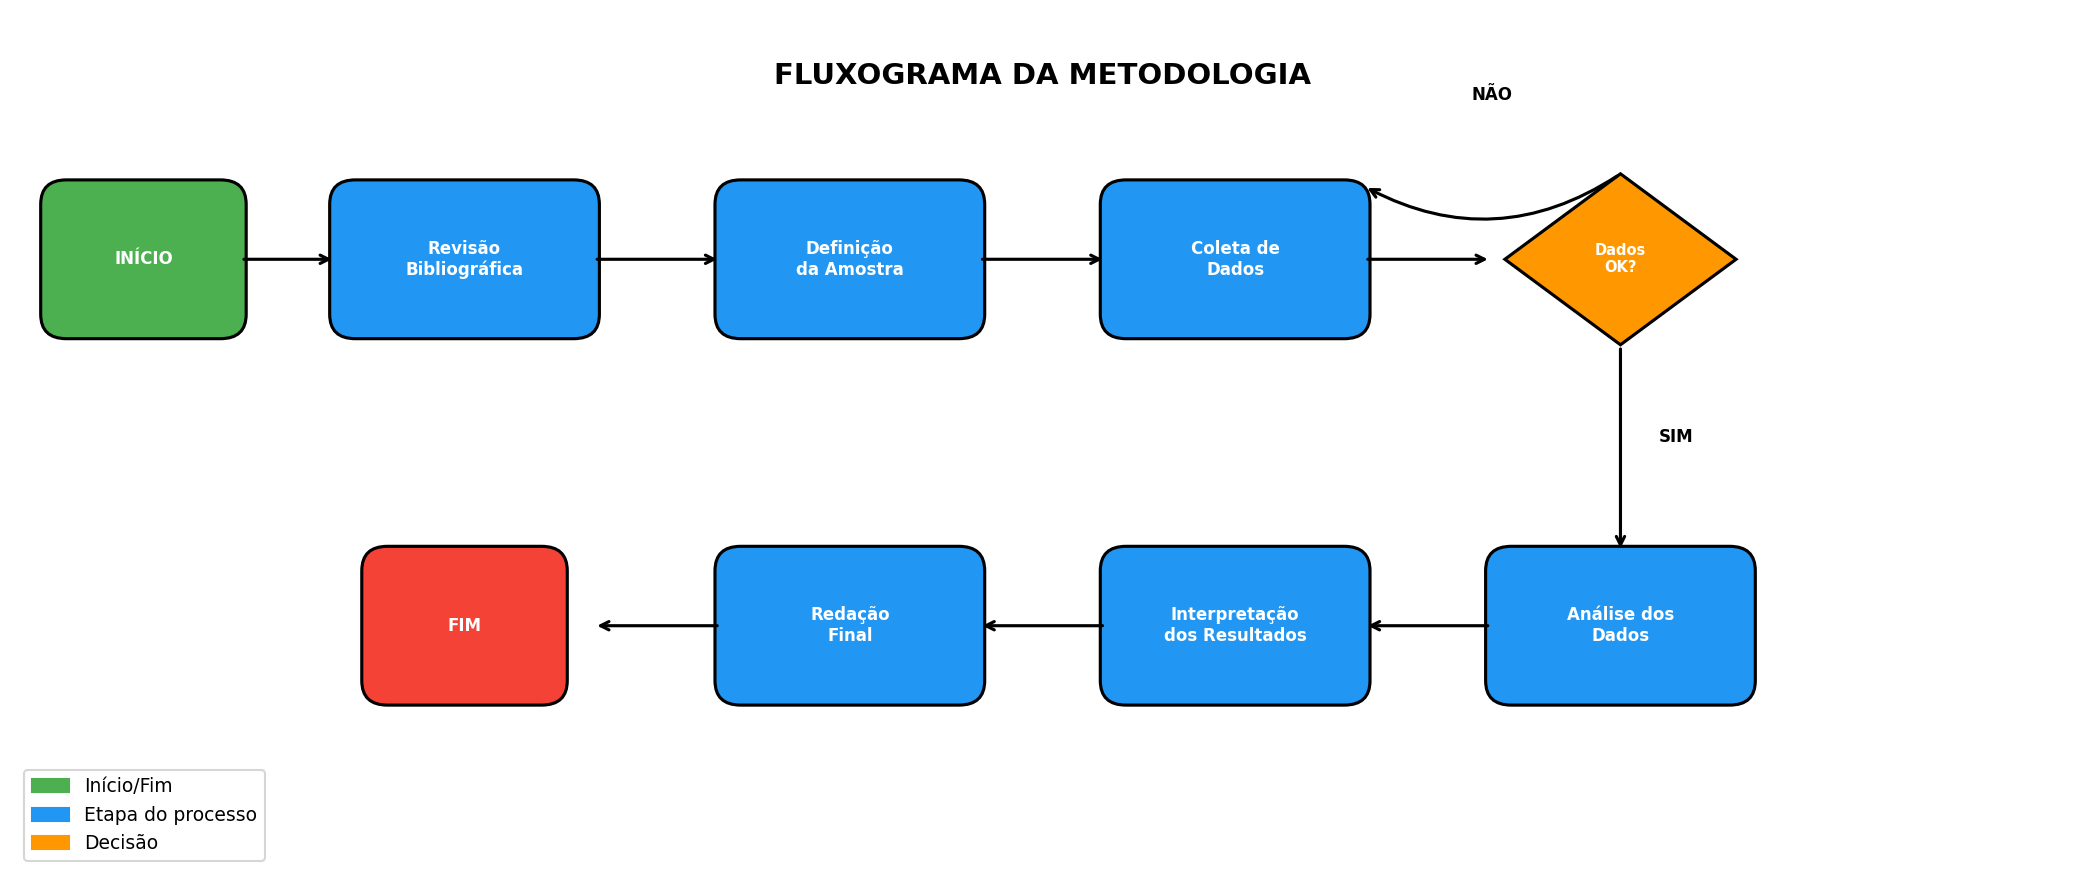 FLUXOGRAMA DA METODOLOGIA
NÃO
INÍCIO
Revisão
Bibliográfica
Definição
da Amostra
Coleta de
Dados
Dados
OK?
SIM
FIM
Redação
Final
Interpretação
dos Resultados
Análise dos
Dados
Início/Fim
Etapa do processo
Decisão